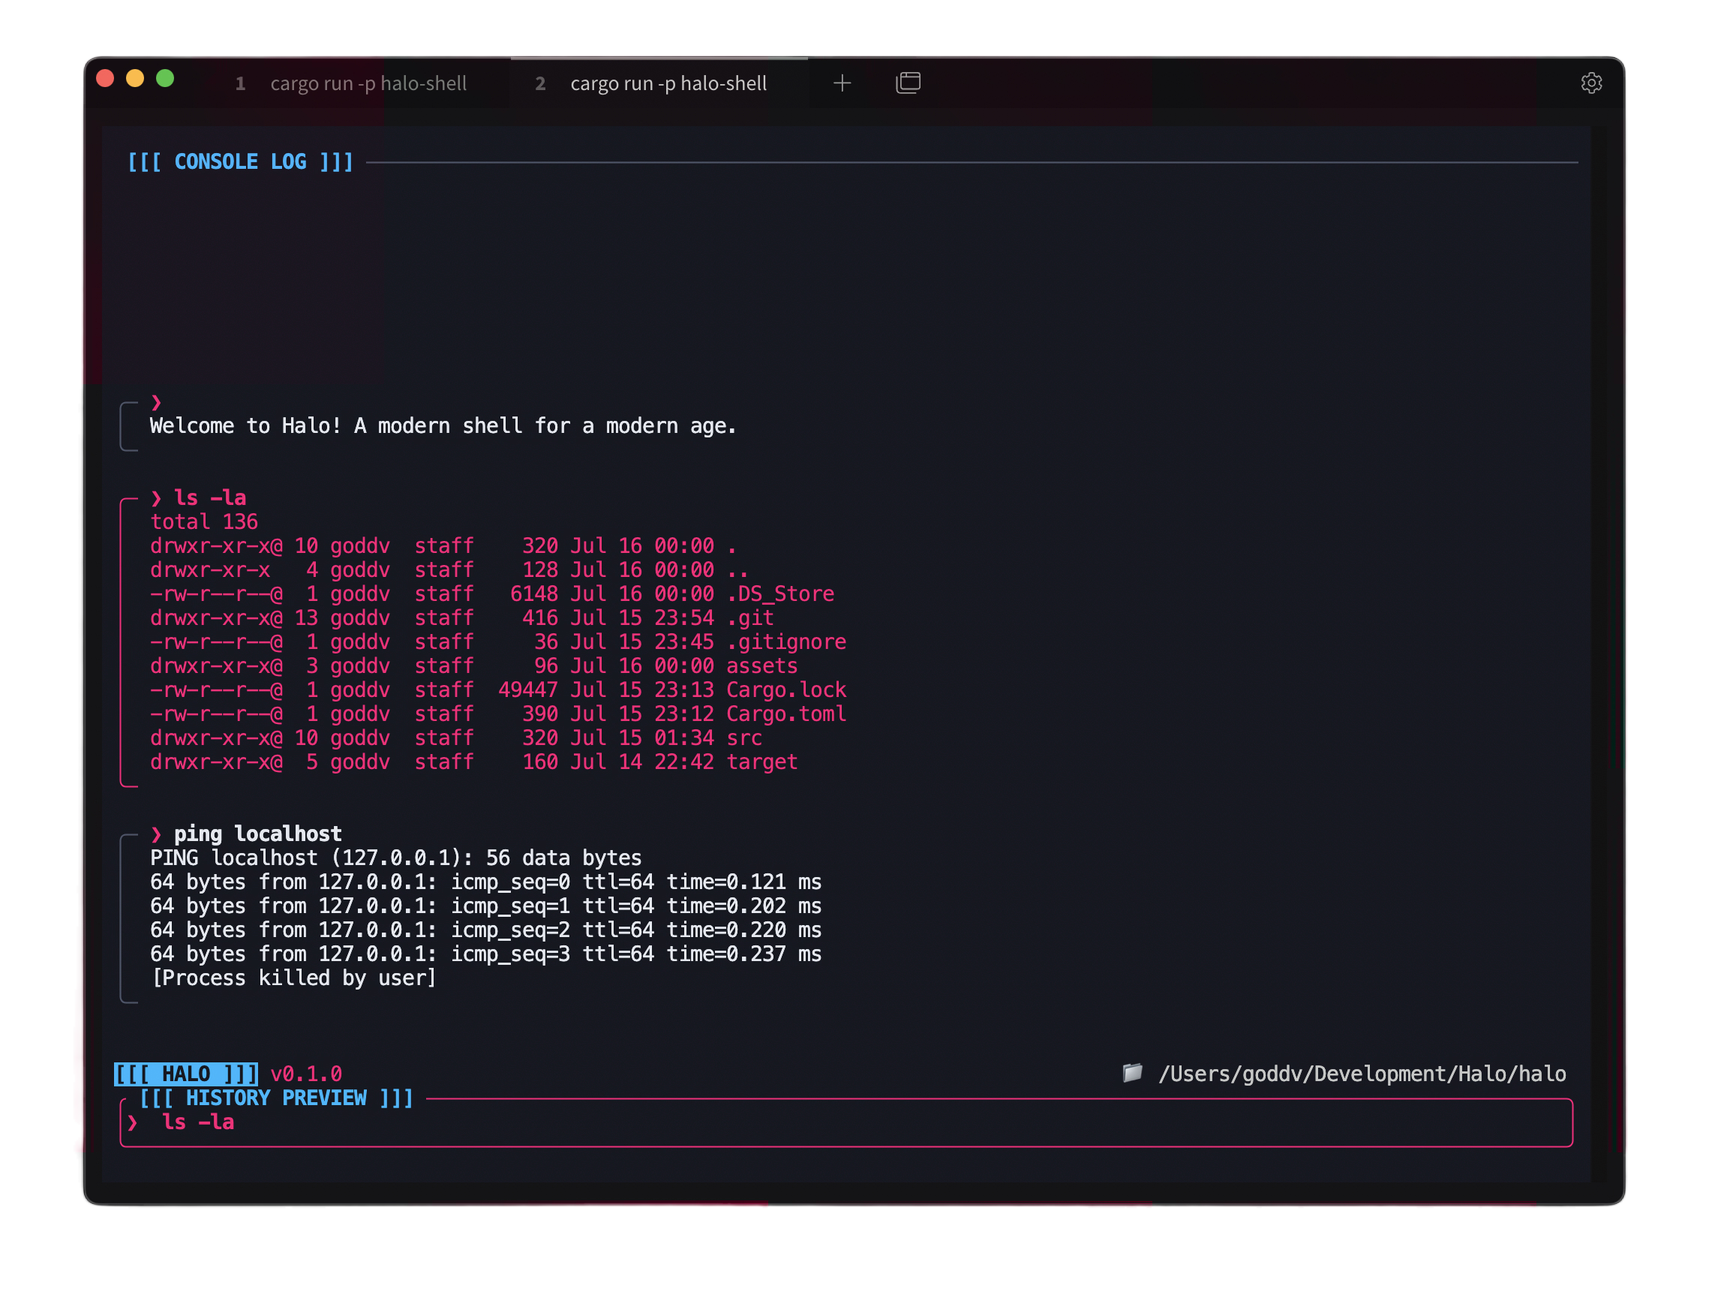 1 cargo run -p halo-shell 2 cargo run -p halo-shell
[[[ CONSOLE LOG ]]]
❯
Welcome to Halo! A modern shell for a modern age.
❯ ls -la
total 136
drwxr-xr-x@ 10 goddv  staff    320 Jul 16 00:00 .
drwxr-xr-x   4 goddv  staff    128 Jul 16 00:00 ..
-rw-r--r--@  1 goddv  staff   6148 Jul 16 00:00 .DS_Store
drwxr-xr-x@ 13 goddv  staff    416 Jul 15 23:54 .git
-rw-r--r--@  1 goddv  staff     36 Jul 15 23:45 .gitignore
drwxr-xr-x@  3 goddv  staff     96 Jul 16 00:00 assets
-rw-r--r--@  1 goddv  staff  49447 Jul 15 23:13 Cargo.lock
-rw-r--r--@  1 goddv  staff    390 Jul 15 23:12 Cargo.toml
drwxr-xr-x@ 10 goddv  staff    320 Jul 15 01:34 src
drwxr-xr-x@  5 goddv  staff    160 Jul 14 22:42 target
❯ ping localhost
PING localhost (127.0.0.1): 56 data bytes
64 bytes from 127.0.0.1: icmp_seq=0 ttl=64 time=0.121 ms
64 bytes from 127.0.0.1: icmp_seq=1 ttl=64 time=0.202 ms
64 bytes from 127.0.0.1: icmp_seq=2 ttl=64 time=0.220 ms
64 bytes from 127.0.0.1: icmp_seq=3 ttl=64 time=0.237 ms
[Process killed by user]
[[[ HALO ]]] v0.1.0 /Users/goddv/Development/Halo/halo
[[[ HISTORY PREVIEW ]]]
❯ ls -la